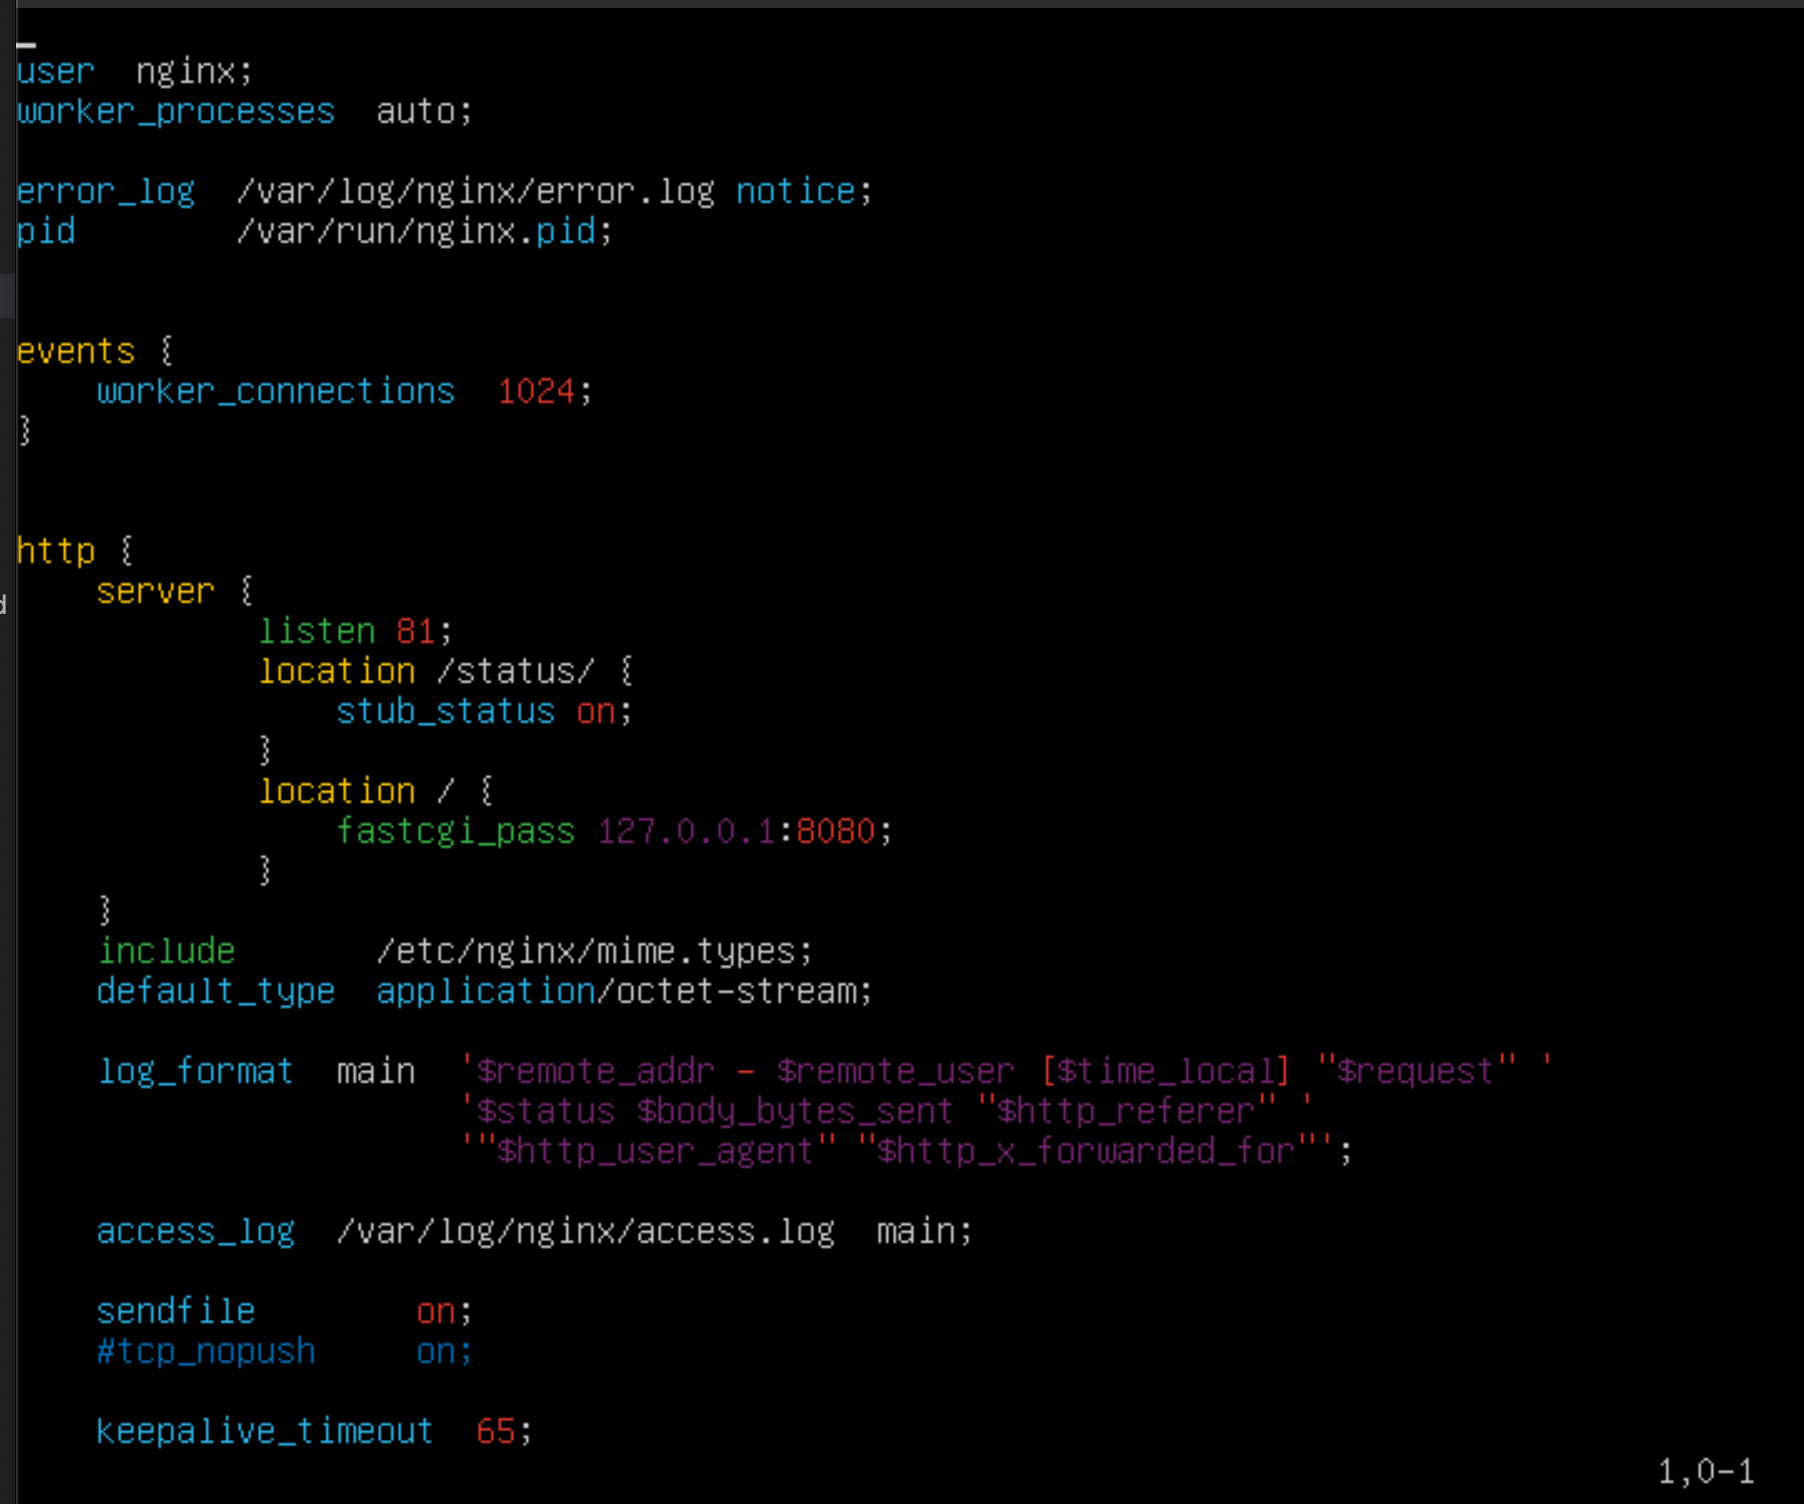 user  nginx;
worker_processes  auto;

error_log  /var/log/nginx/error.log notice;
pid        /var/run/nginx.pid;


events {
    worker_connections  1024;
}


http {
    server {
            listen 81;
            location /status/ {
                stub_status on;
            }
            location / {
                fastcgi_pass 127.0.0.1:8080;
            }
    }
    include       /etc/nginx/mime.types;
    default_type  application/octet-stream;

    log_format  main  '$remote_addr - $remote_user [$time_local] "$request" '
                      '$status $body_bytes_sent "$http_referer" '
                      '"$http_user_agent" "$http_x_forwarded_for"';

    access_log  /var/log/nginx/access.log  main;

    sendfile        on;
    #tcp_nopush     on;

    keepalive_timeout  65;
1,0-1